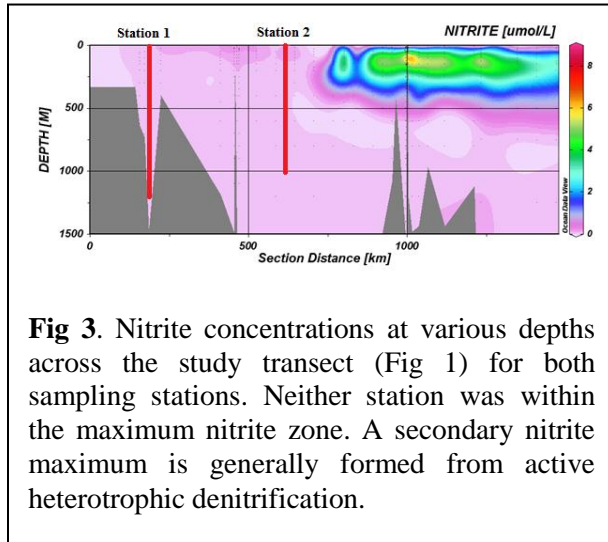 Station 1
Station 2
NITRITE [umol/L]
0
500
1000
1500
DEPTH [M]
0
500
1000
Section Distance [km]
8
6
4
2
0
Ocean Data View
Fig 3. Nitrite concentrations at various depths
across the study transect (Fig 1) for both
sampling stations. Neither station was within
the maximum nitrite zone. A secondary nitrite
maximum is generally formed from active
heterotrophic denitrification.